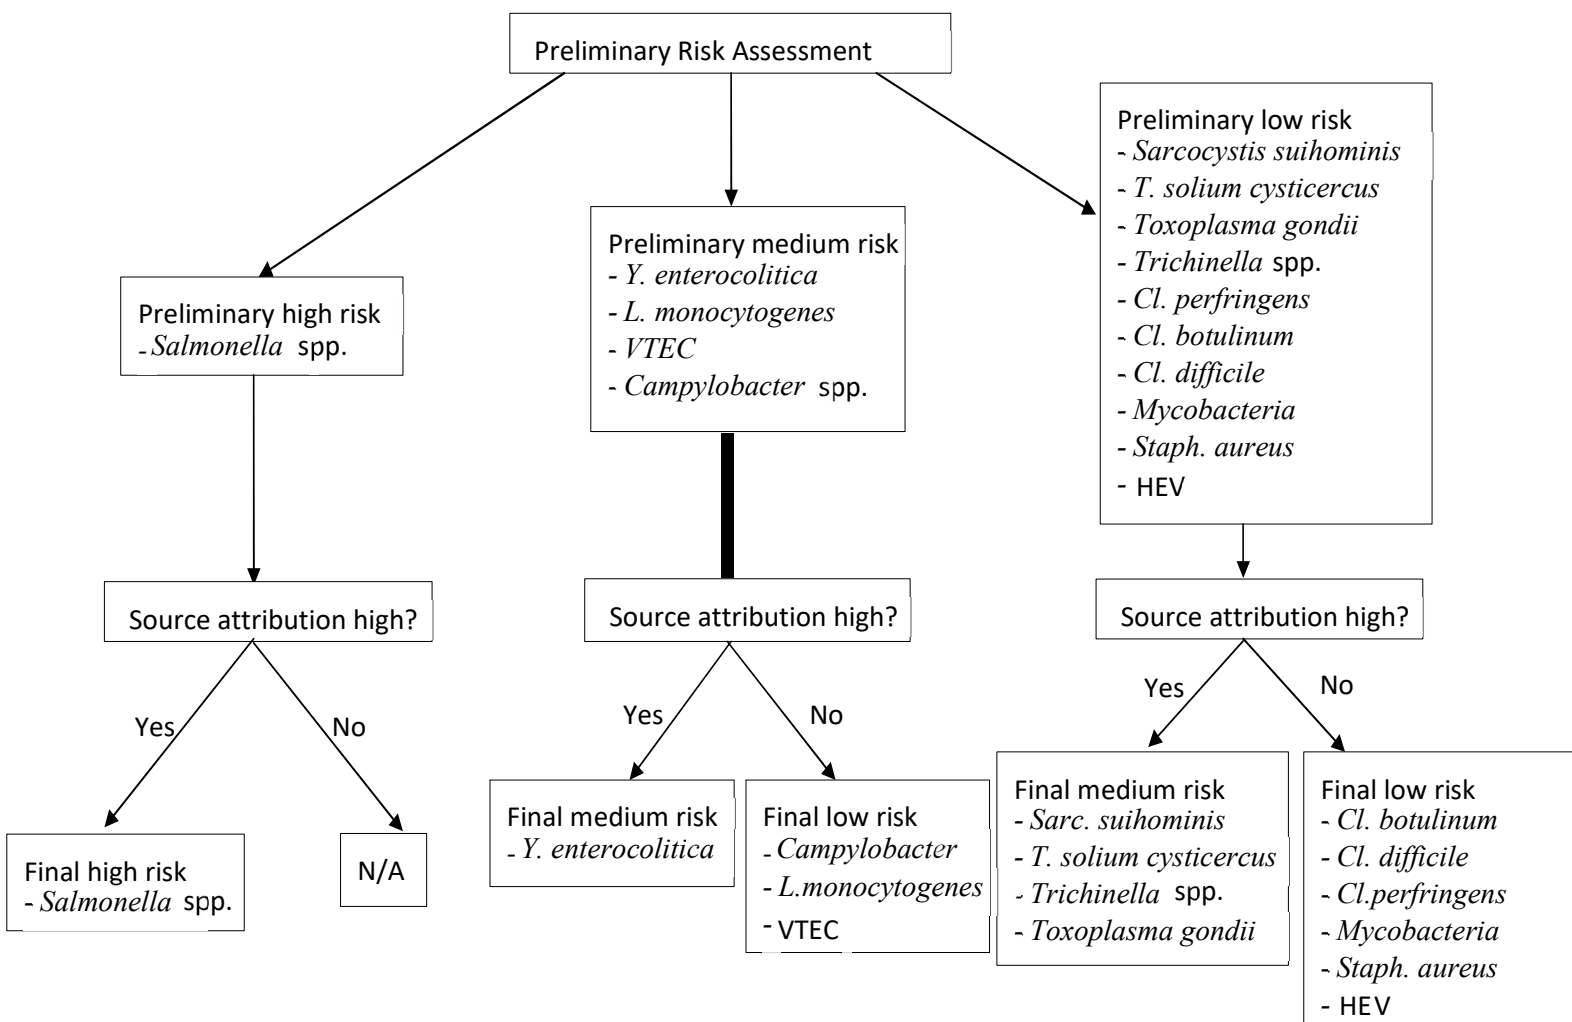 Preliminary Risk Assessment
Preliminary high risk
- Salmonella spp.
Preliminary medium risk
- Y. enterocolitica
- L. monocytogenes
- VTEC
- Campylobacter spp.
Preliminary low risk
- Sarcocystis suihominis
- T. solium cysticercus
- Toxoplasma gondii
- Trichinella spp.
- Cl. perfringens
- Cl. botulinum
- Cl. difficile
- Mycobacteria
- Staph. aureus
- HEV
Source attribution high?
Source attribution high?
Source attribution high?
Yes
No
Yes
No
Yes
No
Final high risk
- Salmonella spp.
N/A
Final medium risk
- Y. enterocolitica
Final low risk
- Campylobacter
- L.monocytogenes
- VTEC
Final medium risk
- Sarc. suihominis
- T. solium cysticercus
- Trichinella spp.
- Toxoplasma gondii
Final low risk
- Cl. botulinum
- Cl. difficile
- Cl.perfringens
- Mycobacteria
- Staph. aureus
- HEV